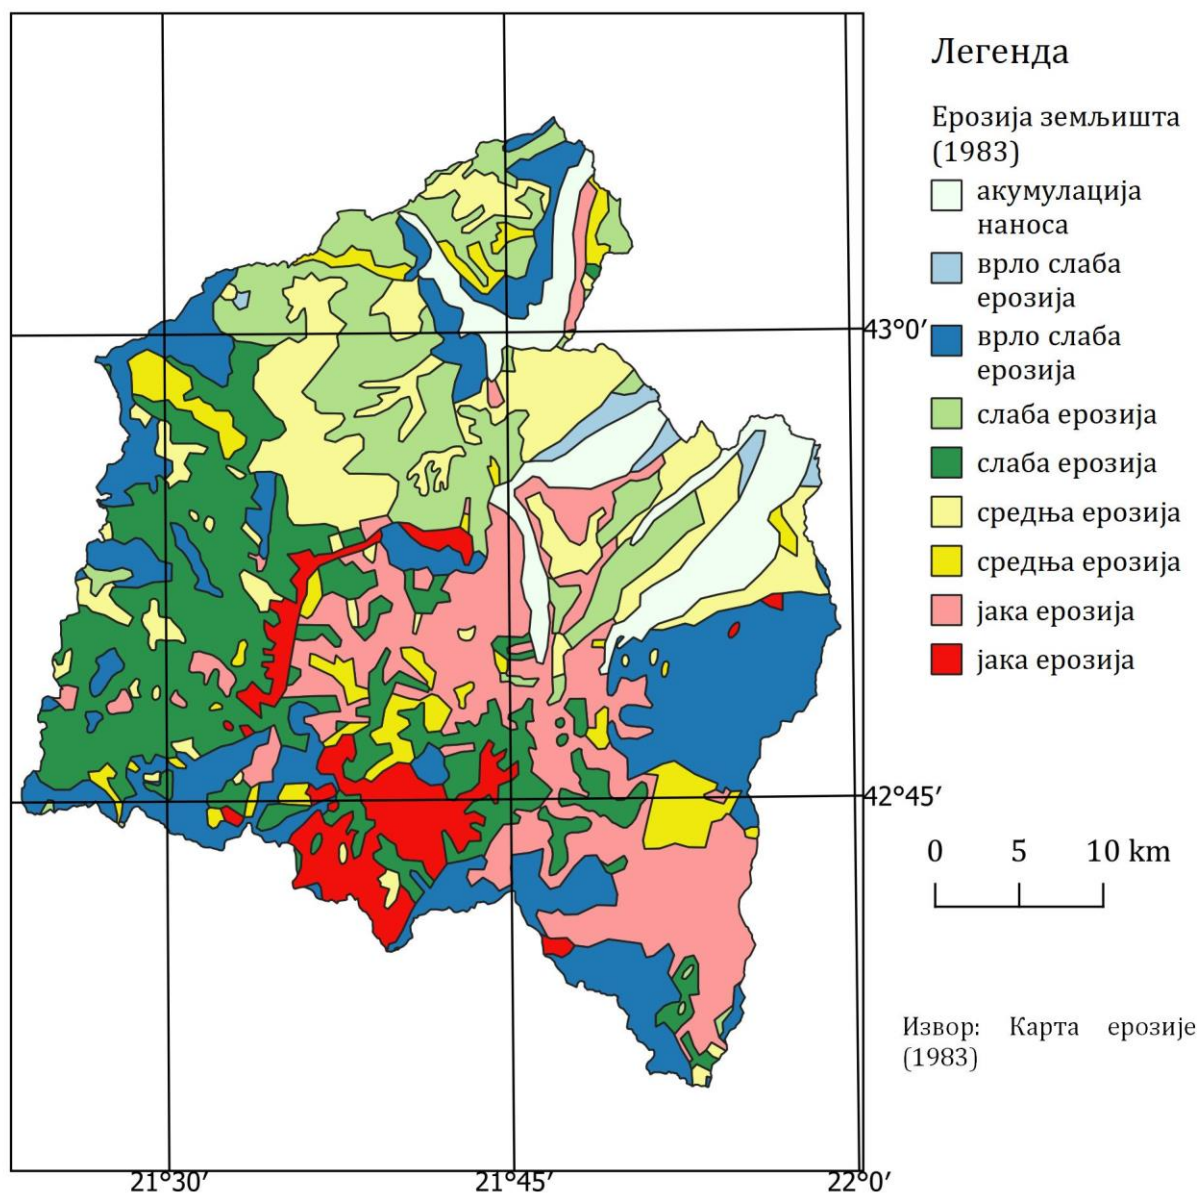 Легенда
Ерозија земљишта
(1983)
акумулација
наноса
врло слаба
ерозија
врло слаба
ерозија
слаба ерозија
слаба ерозија
средња ерозија
средња ерозија
јака ерозија
јака ерозија
43°0′
42°45′
0 5 10 km
Извор: Карта ерозије
(1983)
21°30′ 21°45′ 22°0′